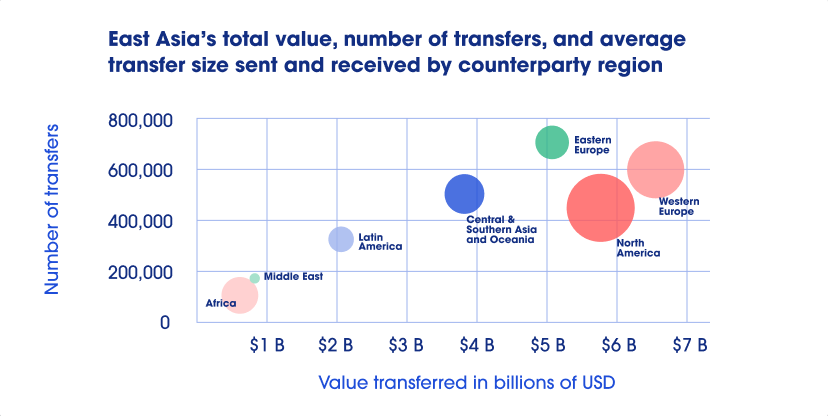 East Asia’s total value, number of transfers, and average
transfer size sent and received by counterparty region
Number of transfers
800,000
600,000
400,000
200,000
0
Eastern
Europe
Western
Europe
Central &
Southern Asia
and Oceania
North
America
Latin
America
Middle East
Africa
$1 B
$2 B
$3 B
$4 B
$5 B
$6 B
$7 B
Value transferred in billions of USD